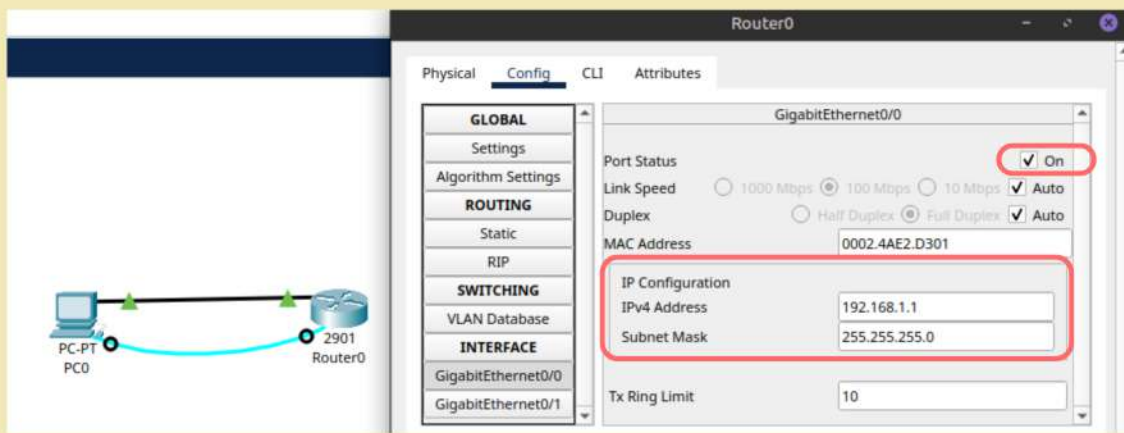 Router0
Physical Config CLI Attributes
GLOBAL
Settings
Algorithm Settings
ROUTING
Static
RIP
SWITCHING
VLAN Database
INTERFACE
GigabitEthernet0/0
GigabitEthernet0/1
GigabitEthernet0/0
Port Status On
Link Speed 1000 Mbps 100 Mbps 10 Mbps Auto
Duplex Half Duplex Full Duplex Auto
MAC Address 0002.4AE2.D301
IP Configuration
IPv4 Address 192.168.1.1
Subnet Mask 255.255.255.0
Tx Ring Limit 10
PC-PT
PC0
2901
Router0